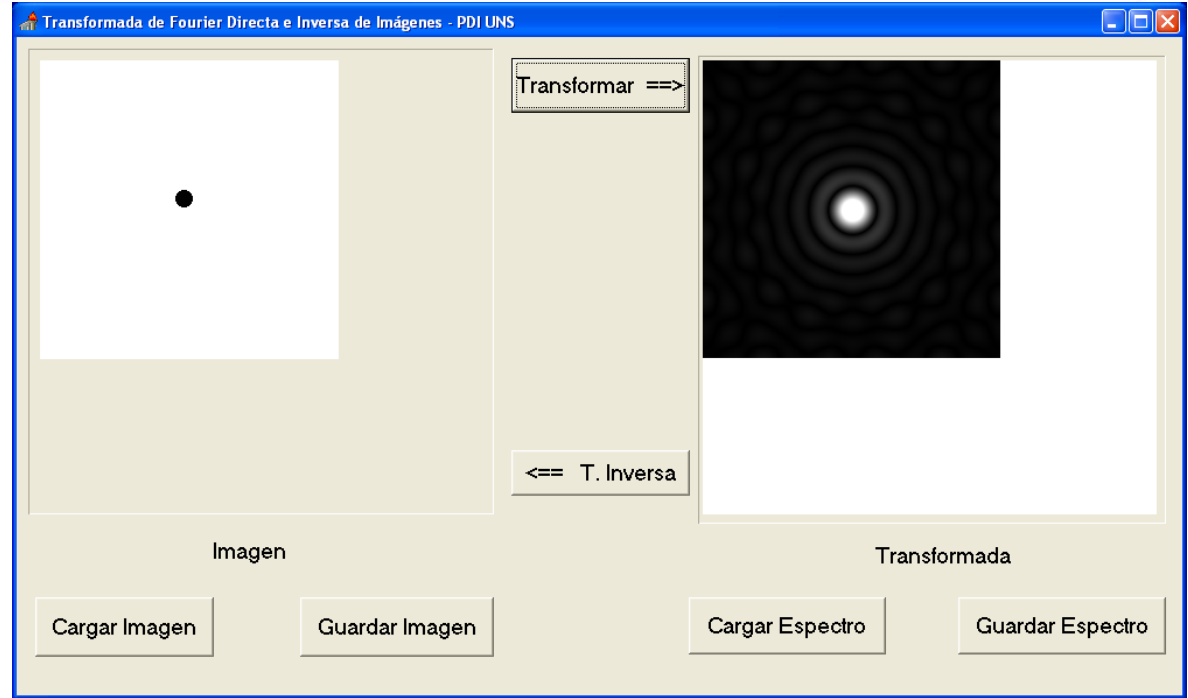 Transformada de Fourier Directa e Inversa de Imágenes - PDI UNS
Transformar ==>
<== T. Inversa
Imagen
Transformada
Cargar Imagen
Guardar Imagen
Cargar Espectro
Guardar Espectro